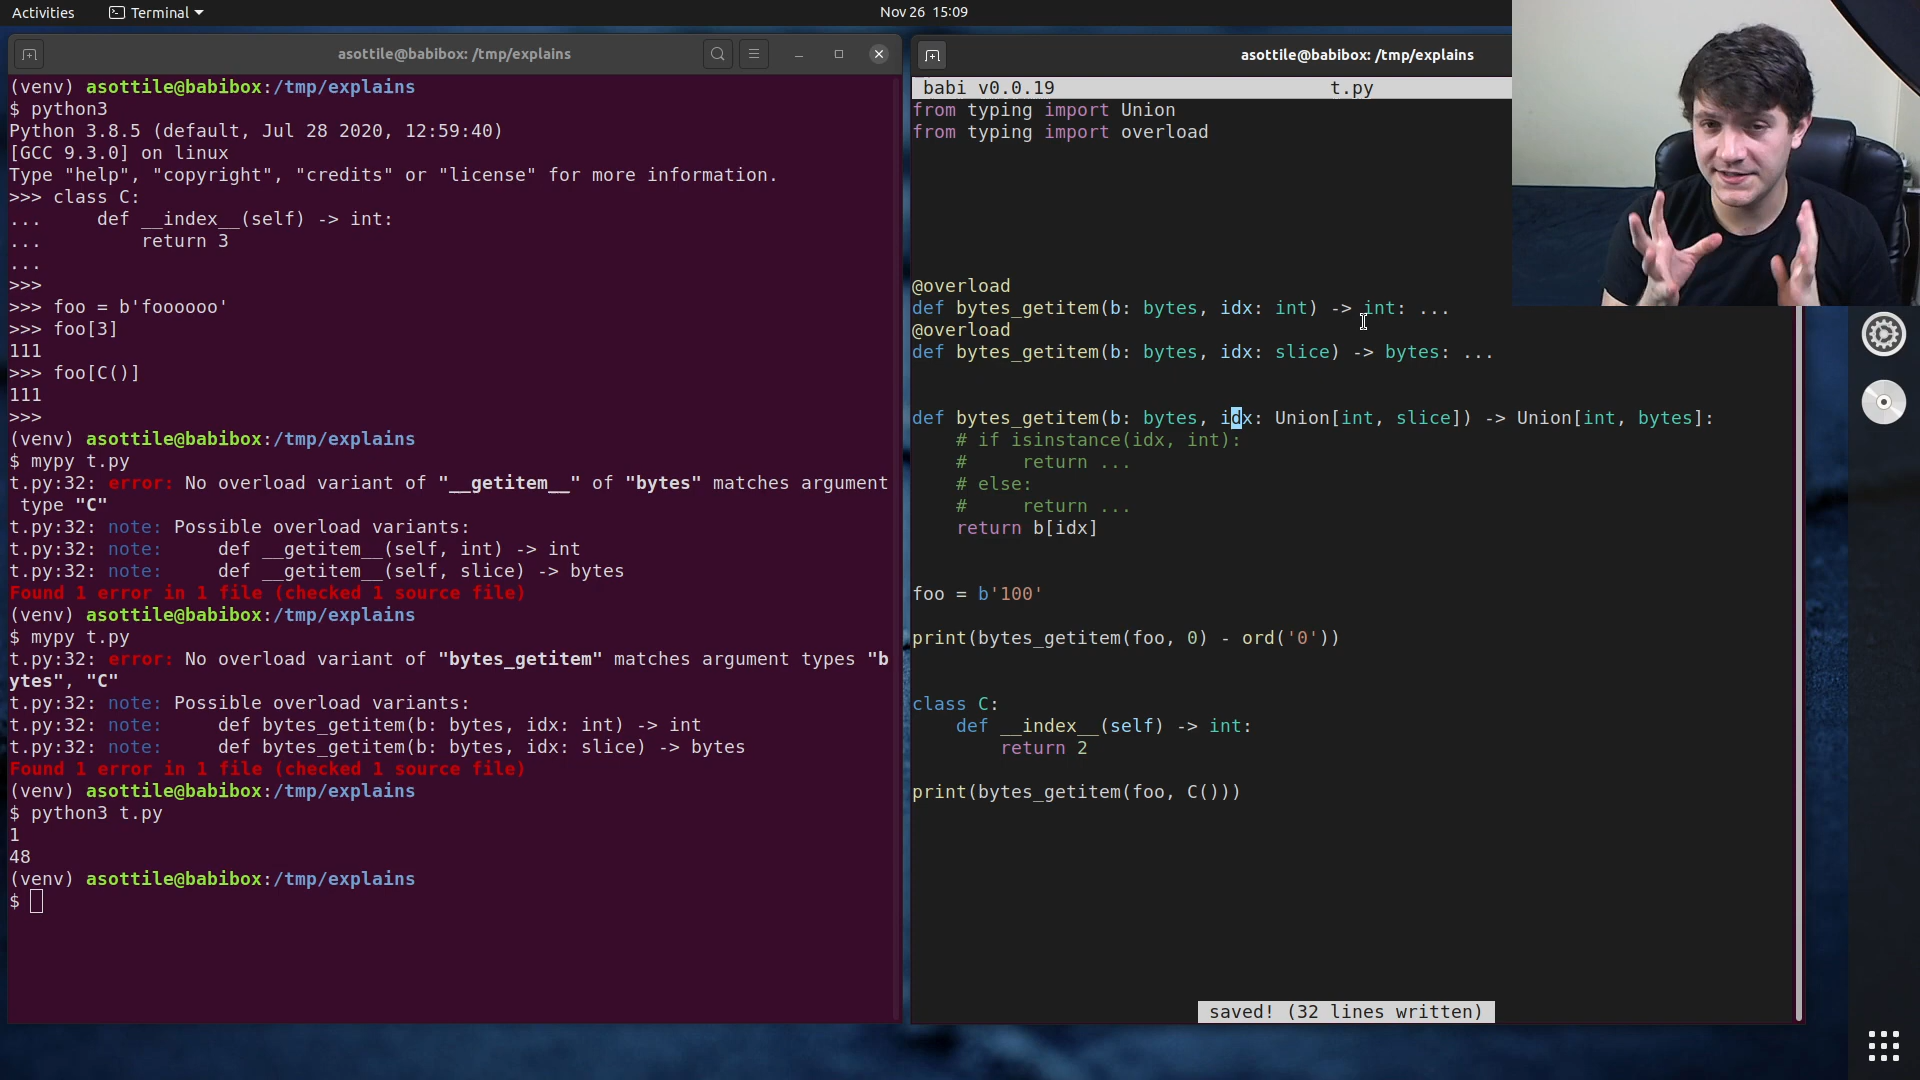 Activities
Terminal
Nov 26 15:09
asottile@babibox: /tmp/explains
(venv) asottile@babibox:/tmp/explains
$ python3
Python 3.8.5 (default, Jul 28 2020, 12:59:40)
[GCC 9.3.0] on linux
Type "help", "copyright", "credits" or "license" for more information.
>>> class C:
...     def __index__(self) -> int:
...         return 3
...
>>>
>>> foo = b'foooooo'
>>> foo[3]
111
>>> foo[C()]
111
>>>
(venv) asottile@babibox:/tmp/explains
$ mypy t.py
t.py:32: error: No overload variant of "__getitem__" of "bytes" matches argument
 type "C"
t.py:32: note: Possible overload variants:
t.py:32: note:     def __getitem__(self, int) -> int
t.py:32: note:     def __getitem__(self, slice) -> bytes
Found 1 error in 1 file (checked 1 source file)
(venv) asottile@babibox:/tmp/explains
$ mypy t.py
t.py:32: error: No overload variant of "bytes_getitem" matches argument types "b
ytes", "C"
t.py:32: note: Possible overload variants:
t.py:32: note:     def bytes_getitem(b: bytes, idx: int) -> int
t.py:32: note:     def bytes_getitem(b: bytes, idx: slice) -> bytes
Found 1 error in 1 file (checked 1 source file)
(venv) asottile@babibox:/tmp/explains
$ python3 t.py
1
48
(venv) asottile@babibox:/tmp/explains
$
asottile@babibox: /tmp/explains
babi v0.0.19 t.py
from typing import Union
from typing import overload
@overload
def bytes_getitem(b: bytes, idx: int) -> int: ...
@overload
def bytes_getitem(b: bytes, idx: slice) -> bytes: ...
def bytes_getitem(b: bytes, idx: Union[int, slice]) -> Union[int, bytes]:
    # if isinstance(idx, int):
    #     return ...
    # else:
    #     return ...
    return b[idx]
foo = b'100'
print(bytes_getitem(foo, 0) - ord('0'))
class C:
    def __index__(self) -> int:
        return 2
print(bytes_getitem(foo, C()))
saved! (32 lines written)